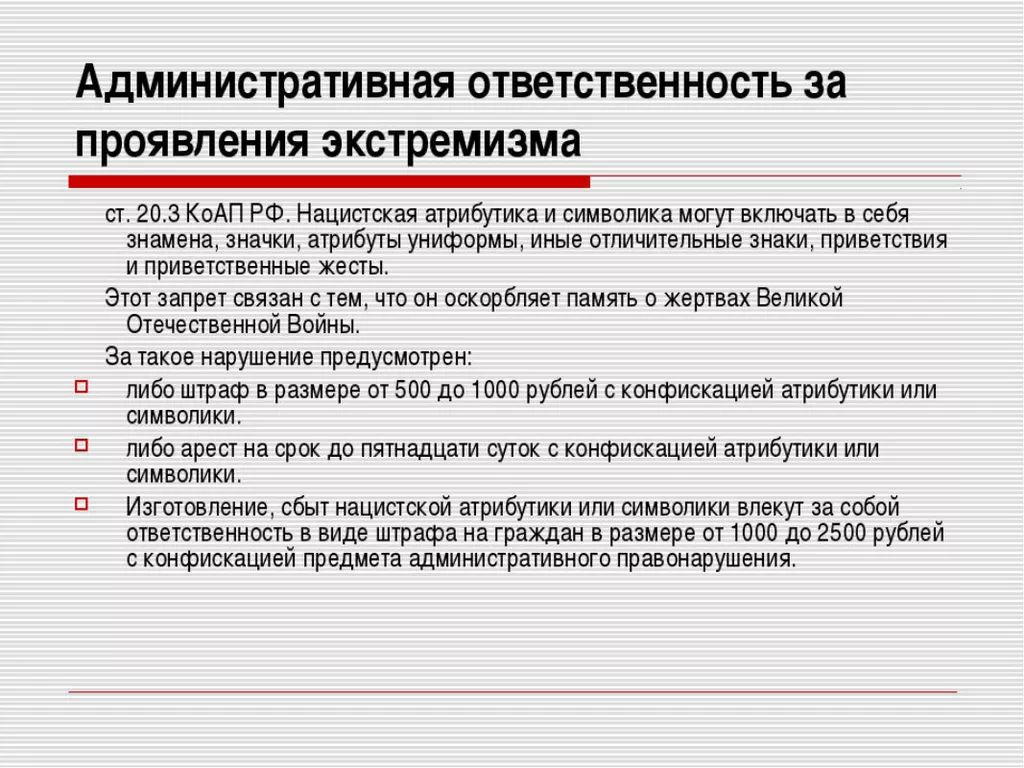 Административная ответственность за
проявления экстремизма
ст. 20.3 КоАП РФ. Нацистская атрибутика и символика могут включать в себя
знамена, значки, атрибуты униформы, иные отличительные знаки, приветствия
и приветственные жесты.
Этот запрет связан с тем, что он оскорбляет память о жертвах Великой
Отечественной Войны.
За такое нарушение предусмотрен:
либо штраф в размере от 500 до 1000 рублей с конфискацией атрибутики или
символики.
либо арест на срок до пятнадцати суток с конфискацией атрибутики или
символики.
Изготовление, сбыт нацистской атрибутики или символики влекут за собой
ответственность в виде штрафа на граждан в размере от 1000 до 2500 рублей
с конфискацией предмета административного правонарушения.